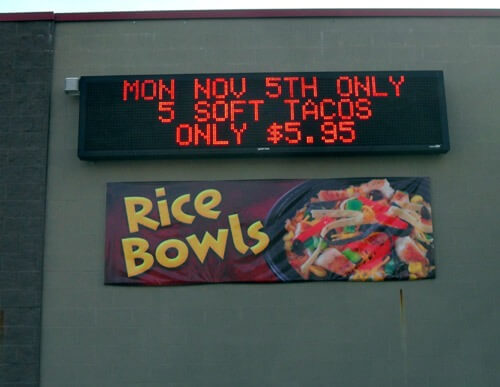 MON NOV 5TH ONLY
5 SOFT TACOS
ONLY $5.95
Rice
Bowls